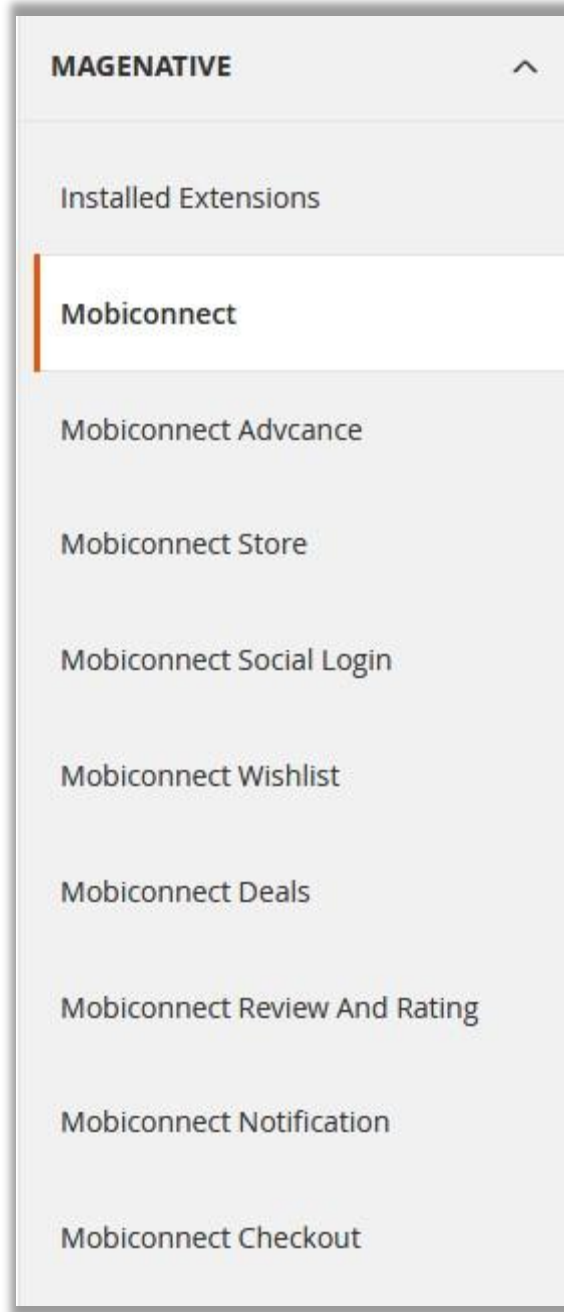 MAGENATIVE
Installed Extensions
Mobiconnect
Mobiconnect Advcance
Mobiconnect Store
Mobiconnect Social Login
Mobiconnect Wishlist
Mobiconnect Deals
Mobiconnect Review And Rating
Mobiconnect Notification
Mobiconnect Checkout